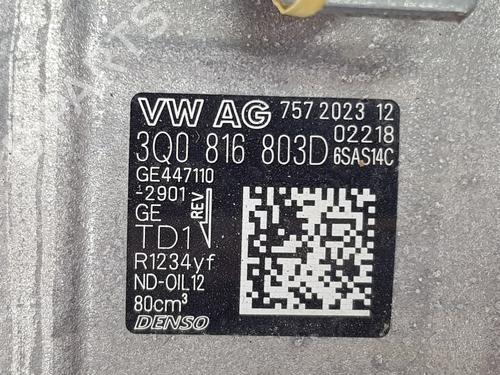 VW AG 757 2023 12
02218
3Q0 816 803D 6SAS14C
GE447110
-2901
GE REV
TD1
R1234yf
ND-OIL12
80cm³
DENSO